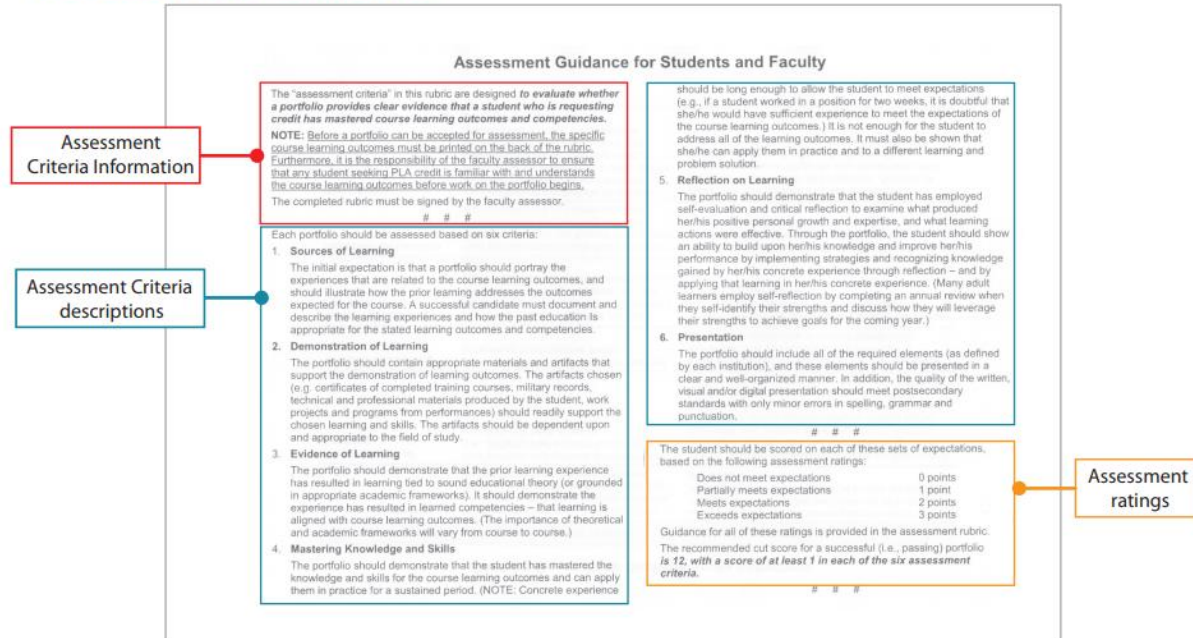 Assessment Guidance for Students and Faculty
Assessment
Criteria Information
The "assessment criteria" in this rubric are designed to evaluate whether
a portfolio provides clear evidence that a student who is requesting
credit has mastered course learning outcomes and competencies.
NOTE: Before a portfolio can be accepted for assessment, the specific
course learning outcomes must be printed on the back of the rubric.
Furthermore, it is the responsibility of the faculty assessor to ensure
that any student seeking PLA credit is familiar with and understands
the course learning outcomes before work on the portfolio begins.
The completed rubric must be signed by the faculty assessor.
# # #
Assessment Criteria
descriptions
Each portfolio should be assessed based on six criteria:
1. Sources of Learning
The initial expectation is that a portfolio should portray the
experiences that are related to the course learning outcomes, and
should illustrate how the prior learning addresses the outcomes
expected for the course. A successful candidate must document and
describe the learning experiences and how the past education Is
appropriate for the stated learning outcomes and competencies.
2. Demonstration of Learning
The portfolio should contain appropriate materials and artifacts that
support the demonstration of learning outcomes. The artifacts chosen
(e.g. certificates of completed training courses, military records,
technical and professional materials produced by the student, work
projects and programs from performances) should readily support the
chosen learning and skills. The artifacts should be dependent upon
and appropriate to the field of study.
3. Evidence of Learning
The portfolio should demonstrate that the prior learning experience
has resulted in learning tied to sound educational theory (or grounded
in appropriate academic frameworks). It should demonstrate the
experience has resulted in learned competencies – that learning is
aligned with course learning outcomes. (The importance of theoretical
and academic frameworks will vary from course to course.)
4. Mastering Knowledge and Skills
The portfolio should demonstrate that the student has mastered the
knowledge and skills for the course learning outcomes and can apply
them in practice for a sustained period. (NOTE: Concrete experience
should be long enough to allow the student to meet expectations
(e.g., if a student worked in a position for two weeks, it is doubtful that
she/he would have sufficient experience to meet the expectations of
the course learning outcomes.) It is not enough for the student to
address all of the learning outcomes. It must also be shown that
she/he can apply them in practice and to a different learning and
problem solution.
5. Reflection on Learning
The portfolio should demonstrate that the student has employed
self-evaluation and critical reflection to examine what produced
her/his positive personal growth and expertise, and what learning
actions were effective. Through the portfolio, the student should show
an ability to build upon her/his knowledge and improve her/his
performance by implementing strategies and recognizing knowledge
gained by her/his concrete experience through reflection – and by
applying that learning in her/his concrete experience. (Many adult
learners employ self-reflection by completing an annual review when
they self-identify their strengths and discuss how they will leverage
their strengths to achieve goals for the coming year.)
6. Presentation
The portfolio should include all of the required elements (as defined
by each institution), and these elements should be presented in a
clear and well-organized manner. In addition, the quality of the written,
visual and/or digital presentation should meet postsecondary
standards with only minor errors in spelling, grammar and
punctuation.
# # #
The student should be scored on each of these sets of expectations,
based on the following assessment ratings:
Does not meet expectations 0 points
Partially meets expectations 1 point
Meets expectations 2 points
Exceeds expectations 3 points
Guidance for all of these ratings is provided in the assessment rubric.
The recommended cut score for a successful (i.e., passing) portfolio
is 12, with a score of at least 1 in each of the six assessment
criteria.
# # #
Assessment
ratings